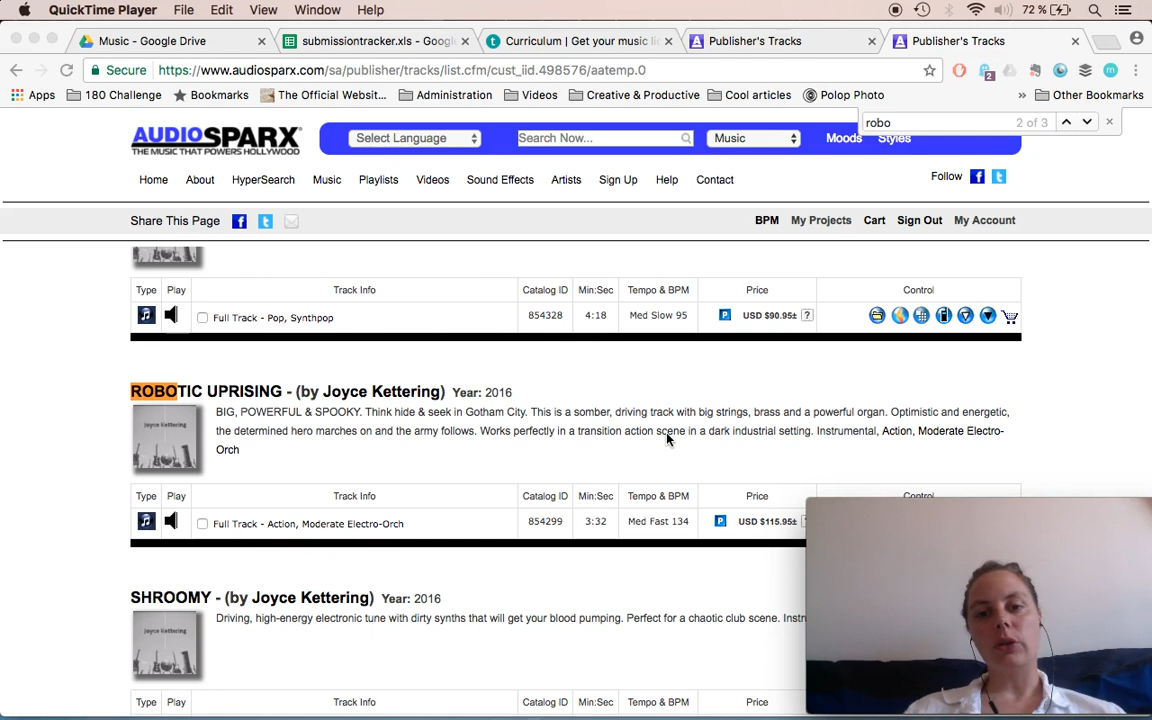 QuickTime Player File Edit View Window Help 72 %
Music - Google Drive submissiontracker.xls - Googl Curriculum | Get your music li Publisher's Tracks Publisher's Tracks
Secure https://www.audiosparx.com/sa/publisher/tracks/list.cfm/cust_iid.498576/aatemp.0 2 m
Apps 180 Challenge Bookmarks The Official Websit... Administration Videos Creative & Productive Cool articles Polop Photo » Other Bookmarks
robo 2 of 3
AUDIOSPARX Select Language Search Now... Music Moods Styles
THE MUSIC THAT POWERS HOLLYWOOD
Home About HyperSearch Music Playlists Videos Sound Effects Artists Sign Up Help Contact Follow
Share This Page BPM My Projects Cart Sign Out My Account
Type Play Track Info Catalog ID Min:Sec Tempo & BPM Price Control
Full Track - Pop, Synthpop 854328 4:18 Med Slow 95 P USD $90.95± ?
ROBOTIC UPRISING - (by Joyce Kettering) Year: 2016
BIG, POWERFUL & SPOOKY. Think hide & seek in Gotham City. This is a somber, driving track with big strings, brass and a powerful organ. Optimistic and energetic,
the determined hero marches on and the army follows. Works perfectly in a transition action scene in a dark industrial setting. Instrumental, Action, Moderate Electro-
Orch
Joyce Kettering
Type Play Track Info Catalog ID Min:Sec Tempo & BPM Price Control
Full Track - Action, Moderate Electro-Orch 854299 3:32 Med Fast 134 P USD $115.95±
SHROOMY - (by Joyce Kettering) Year: 2016
Driving, high-energy electronic tune with dirty synths that will get your blood pumping. Perfect for a chaotic club scene. Instru
Joyce Kettering
Type Play Track Info Catalog ID Min:Sec Tempo & BPM Price